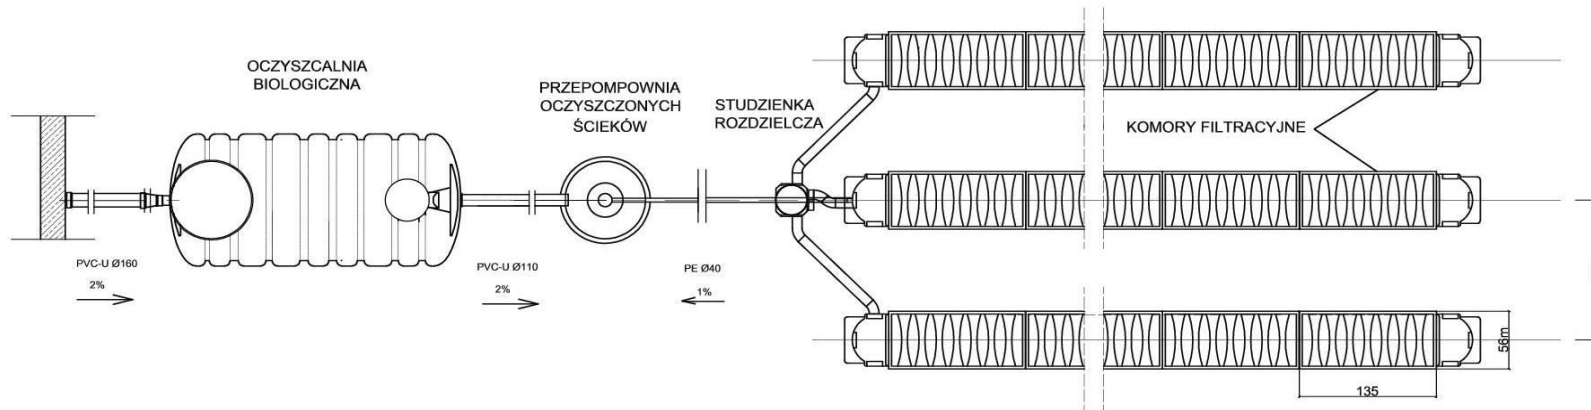 OCZYSZCALNIA
BIOLOGICZNA
PRZEPOMPOWNIA
OCZYSZCZONYCH
ŚCIEKÓW
STUDZIENKA
ROZDZIELCZA
KOMORY FILTRACYJNE
PVC-U Ø160
2%
PVC-U Ø110
2%
PE Ø40
1%
56m
135